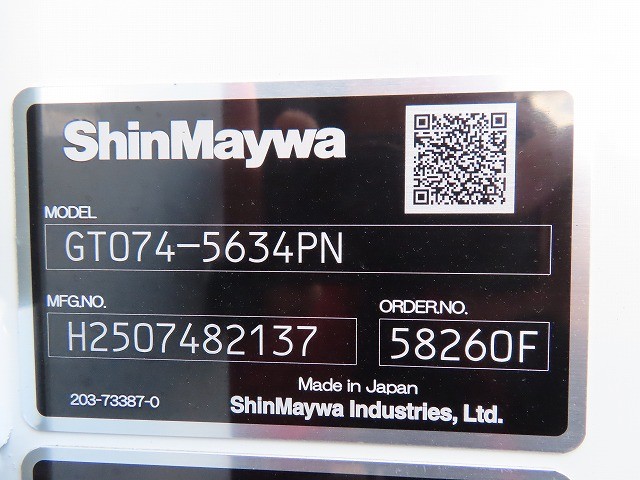 ShinMaywa
MODEL
GT074-5634PN
MFG.NO. ORDER.NO.
H2507482137 58260F
Made in Japan
203-73387-0 ShinMaywa Industries, Ltd.